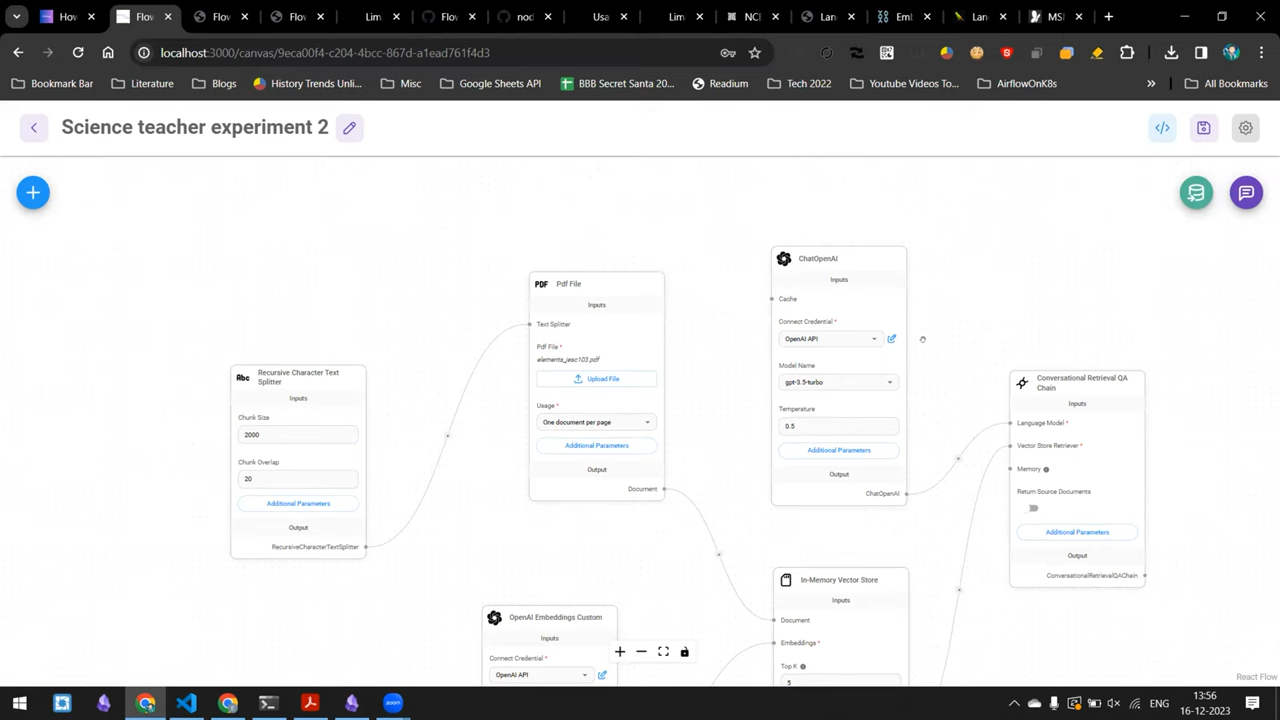 Flow
Flow
Flow
Flow
Lim
Flow
nod
Usa
Lim
NCE
Lan
Emb
Lan
MSI
localhost:3000/canvas/9eca00f4-c204-4bcc-867d-a1ead761f4d3
Bookmark Bar
Literature
Blogs
History Trends Unli...
Misc
Google Sheets API
BBB Secret Santa 20...
Readium
Tech 2022
Youtube Videos To...
AirflowOnK8s
»
All Bookmarks
Science teacher experiment 2
ChatOpenAI
Inputs
Cache
Connect Credential *
OpenAI API
Model Name
gpt-3.5-turbo
Temperature
0.5
Additional Parameters
Output
ChatOpenAI
PDF
Pdf File
Inputs
Text Splitter
Pdf File *
elements_jesc103.pdf
Upload File
Usage *
One document per page
Additional Parameters
Output
Document
Abc
Recursive Character Text
Splitter
Inputs
Chunk Size
2000
Chunk Overlap
20
Additional Parameters
Output
RecursiveCharacterTextSplitter
Conversational Retrieval QA
Chain
Inputs
Language Model *
Vector Store Retriever *
Memory
Return Source Documents
Additional Parameters
Output
ConversationalRetrievalQAChain
In-Memory Vector Store
Inputs
Document
Embeddings *
Top K
5
OpenAI Embeddings Custom
Inputs
Connect Credential *
OpenAI API
React Flow
zoom
ENG
13:56
16-12-2023